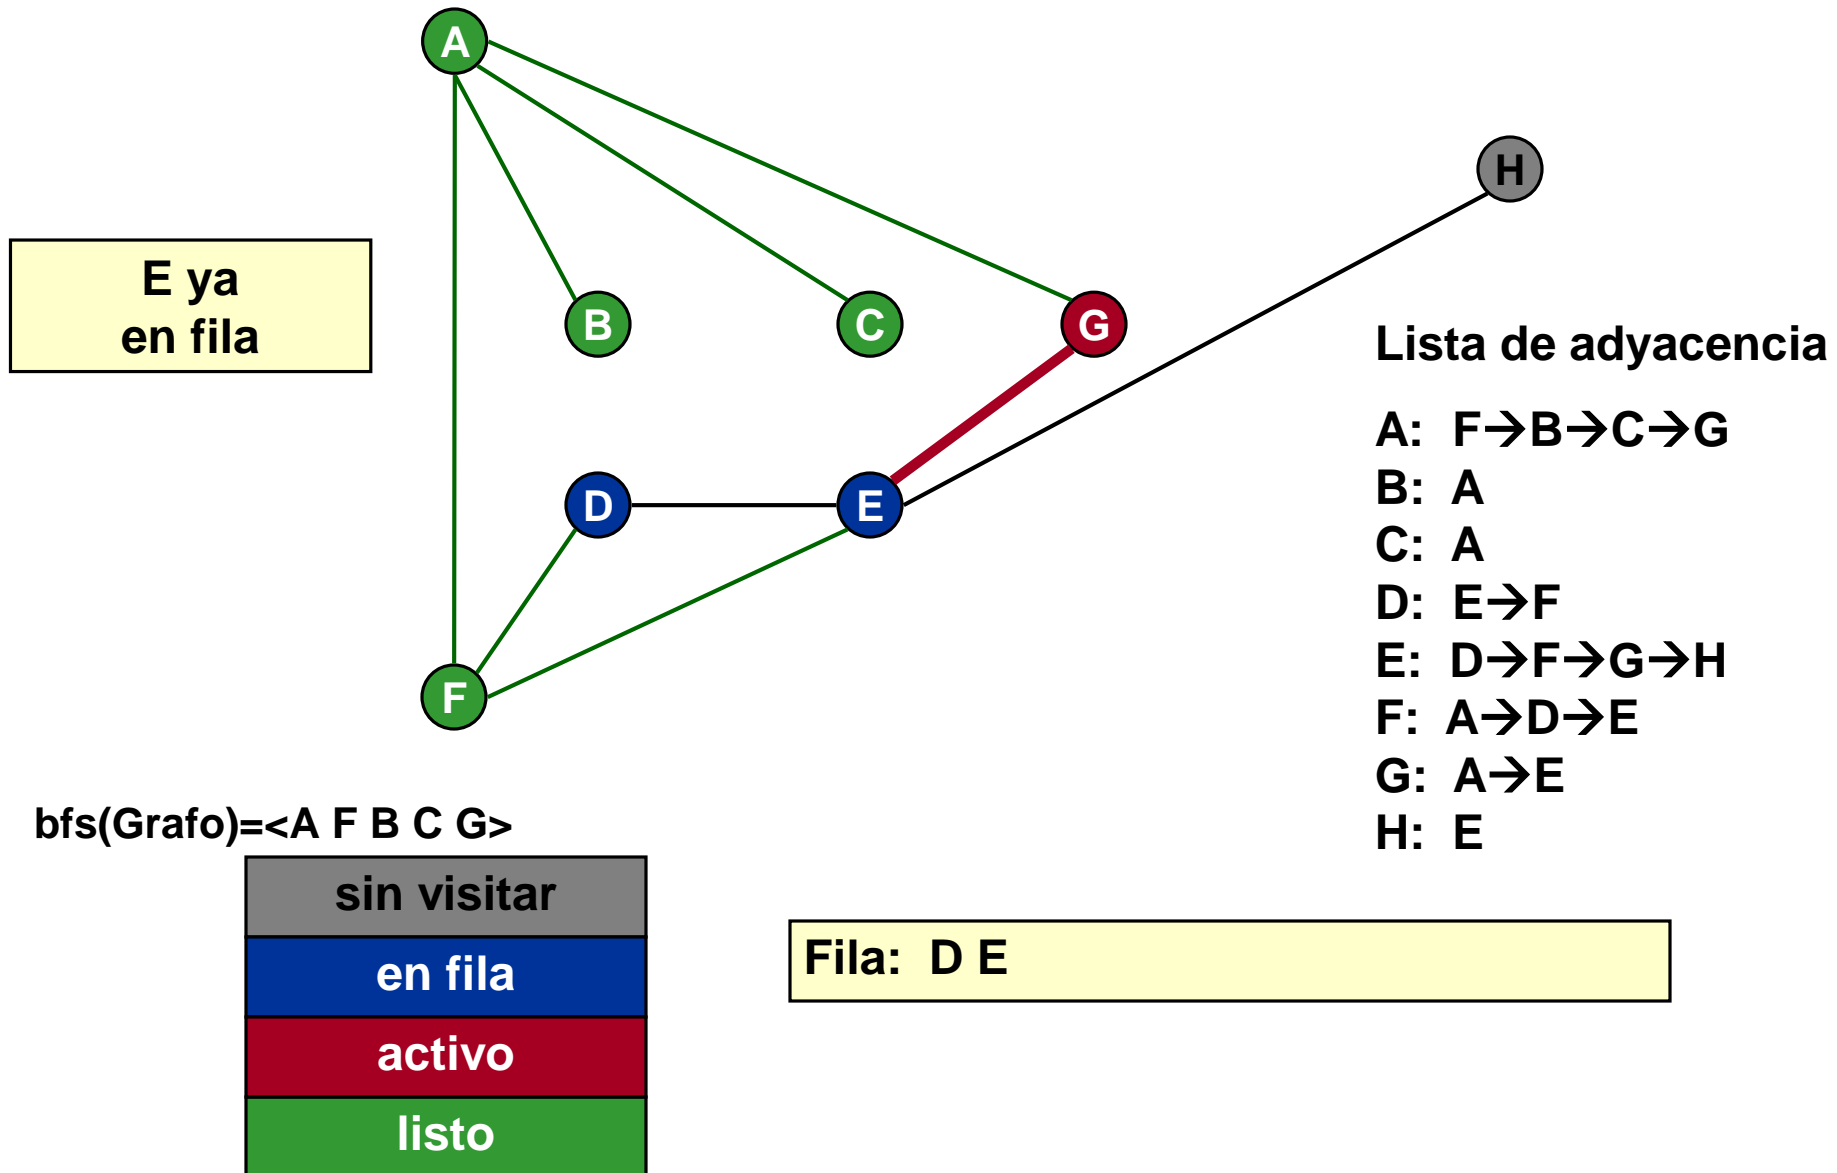 A
H
E ya
en fila
B
C
G
Lista de adyacencia
A: F→B→C→G
B: A
C: A
D: E→F
E: D→F→G→H
F: A→D→E
G: A→E
H: E
D
E
F
bfs(Grafo)=<A F B C G>
sin visitar
en fila
activo
listo
Fila: D E